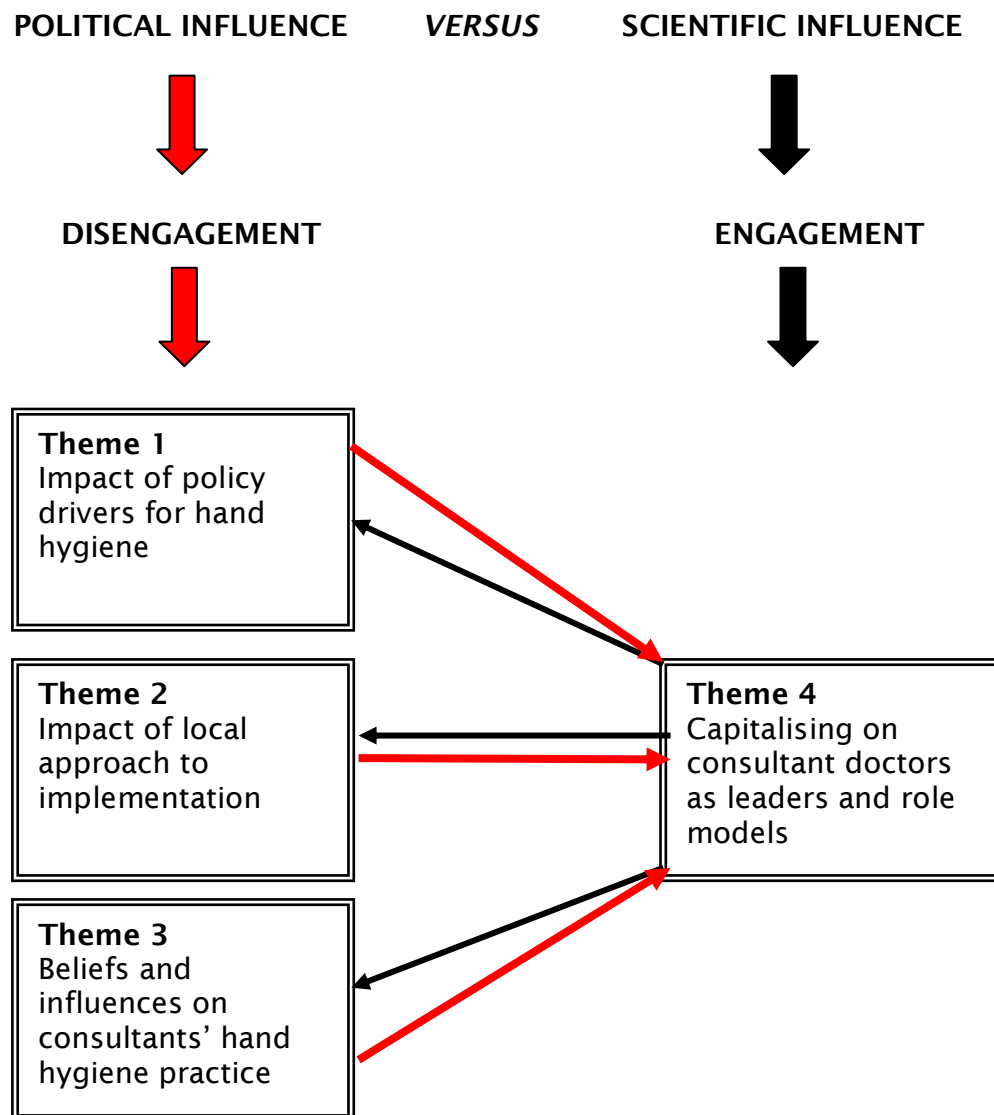 POLITICAL INFLUENCE VERSUS SCIENTIFIC INFLUENCE
DISENGAGEMENT ENGAGEMENT
Theme 1
Impact of policy
drivers for hand
hygiene
Theme 2
Impact of local
approach to
implementation
Theme 3
Beliefs and
influences on
consultants’ hand
hygiene practice
Theme 4
Capitalising on
consultant doctors
as leaders and role
models